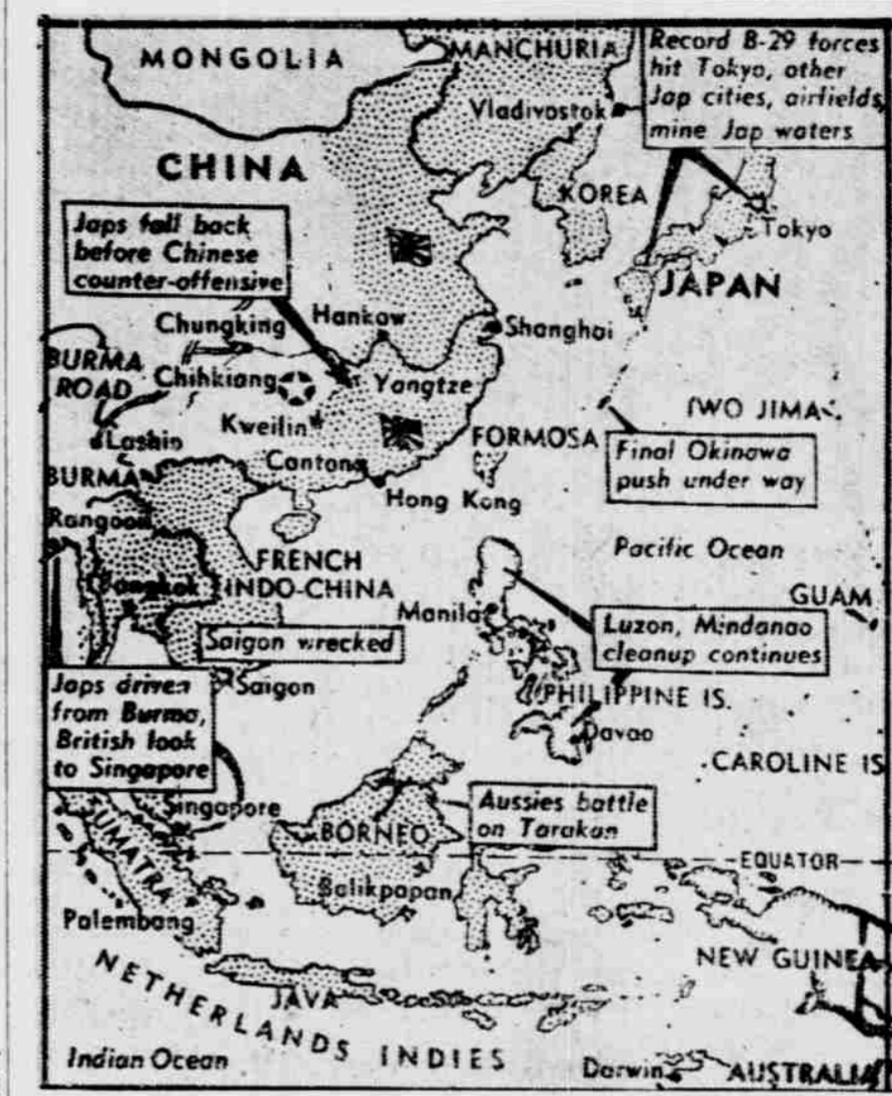 MONGOLIA
MANCHURIA
Record B-29 forces
hit Tokyo, other
Jap cities, airfields,
mine Jap waters
Vladivostok
CHINA
KOREA
Tokyo
JAPAN
Japs fall back
before Chinese
counter-offensive
Chungking
Hankow
Shanghai
BURMA
ROAD
Chihkiang
Yangtze
IWO JIMA
Kweilin
Lashio
FORMOSA
Final Okinawa
push under way
Canton
BURMA
Hong Kong
Rangoon
Pacific Ocean
FRENCH
INDO-CHINA
Bangkok
GUAM
Manila
Luzon, Mindanao
cleanup continues
Saigon wrecked
Saigon
PHILIPPINE IS.
Japs driven
from Burma,
British look
to Singapore
Davao
CAROLINE IS
Singapore
Aussies battle
on Tarakan
BORNEO
SUMATRA
EQUATOR
Balikpapan
Palembang
NEW GUINEA
NETHERLANDS INDIES
JAVA
Indian Ocean
Darwin
AUSTRALIA